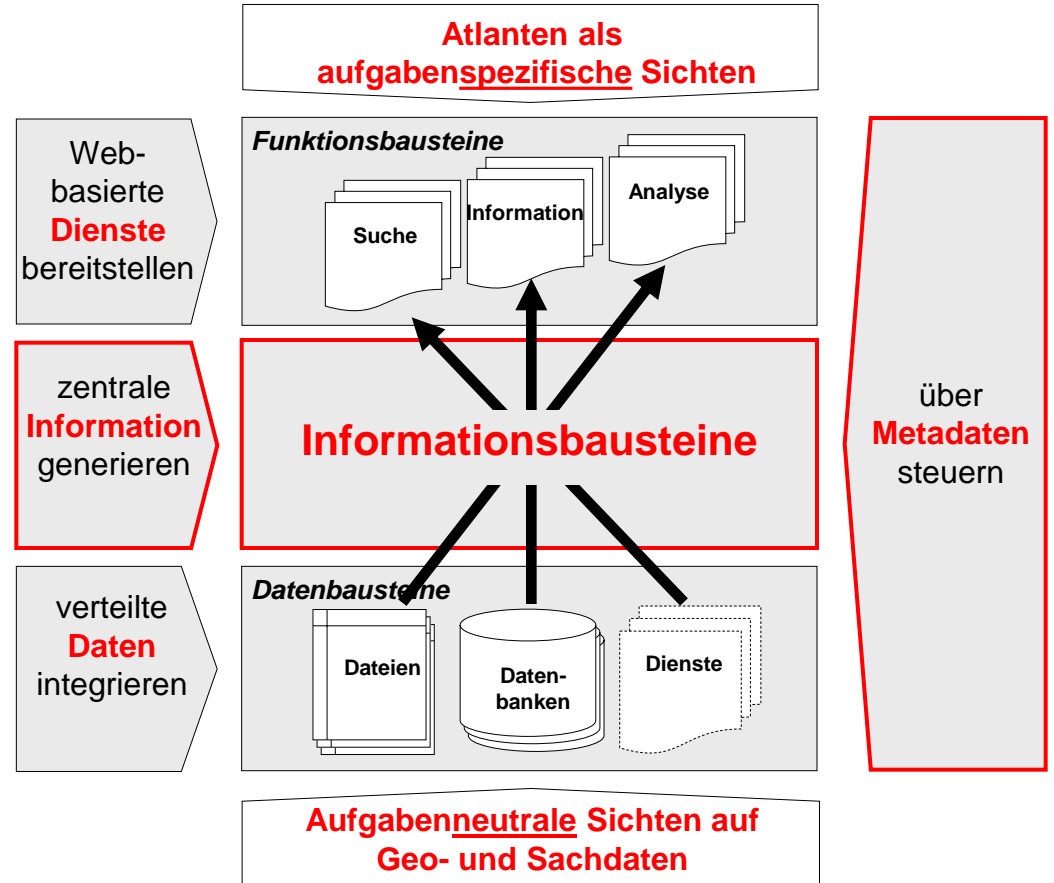 Atlanten als
aufgabenspezifische Sichten
Web-
basierte
Dienste
bereitstellen
Funktionsbausteine
Suche
Information
Analyse
zentrale
Information
generieren
Informationsbausteine
über
Metadaten
steuern
verteilte
Daten
integrieren
Datenbausteine
Dateien
Daten-
banken
Dienste
Aufgabenneutrale Sichten auf
Geo- und Sachdaten